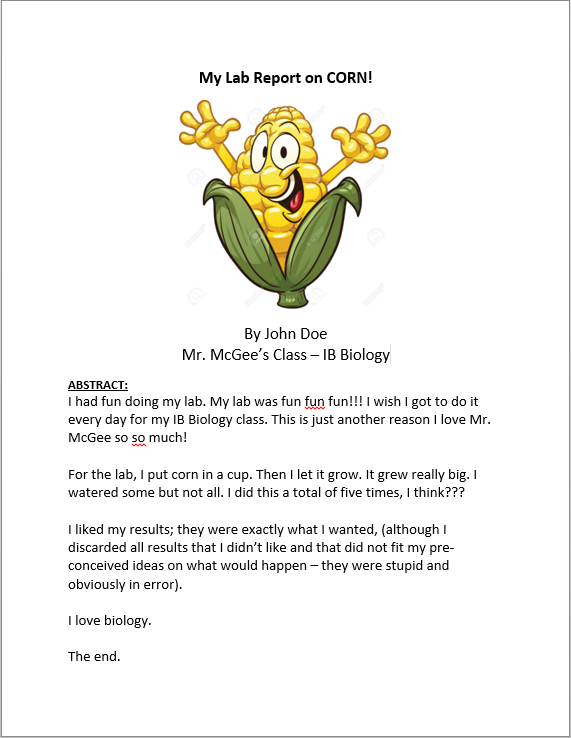 My Lab Report on CORN!
By John Doe
Mr. McGee's Class – IB Biology
ABSTRACT:
I had fun doing my lab. My lab was fun fun fun!!! I wish I got to do it
every day for my IB Biology class. This is just another reason I love Mr.
McGee so so much!
For the lab, I put corn in a cup. Then I let it grow. It grew really big. I
watered some but not all. I did this a total of five times, I think???
I liked my results; they were exactly what I wanted, (although I
discarded all results that I didn't like and that did not fit my pre-
conceived ideas on what would happen – they were stupid and
obviously in error).
I love biology.
The end.